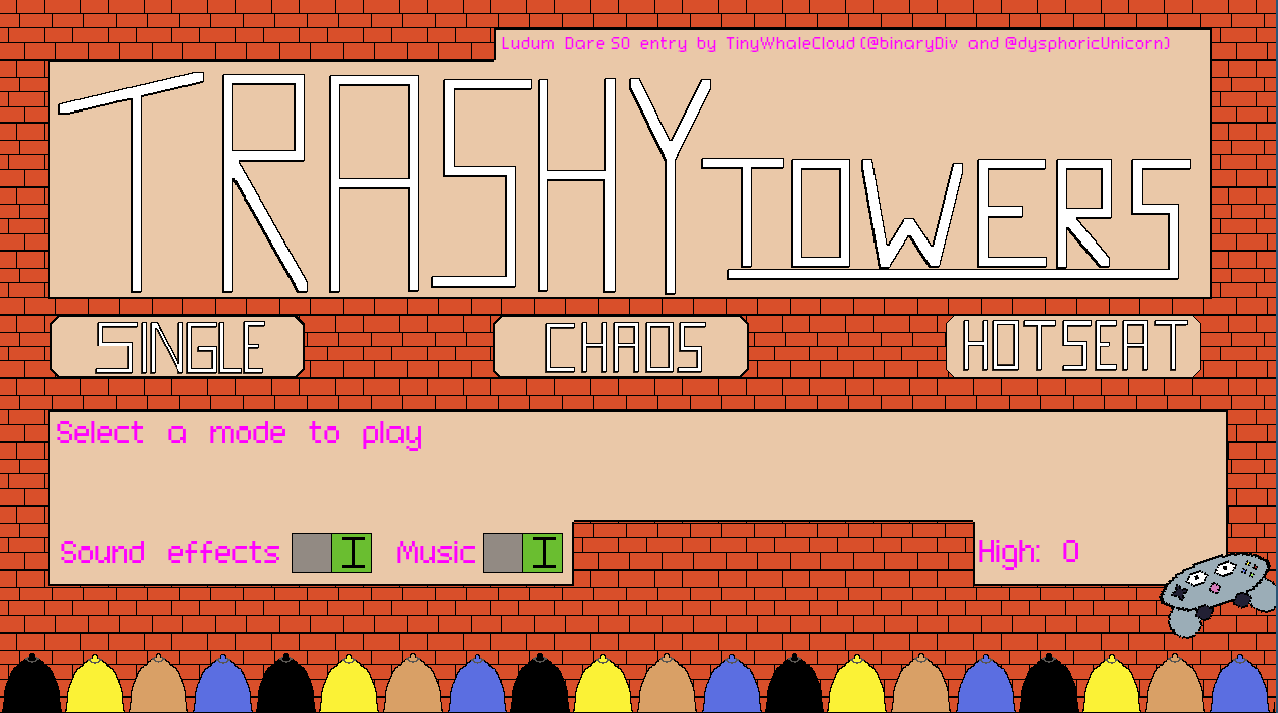 Ludum Dare 50 entry by TinyWhaleCloud (@binaryDiv and @dysphoricUnicorn)
TRASHY TOWERS
SINGLE CHAOS HOTSEAT
Select a mode to play
Sound effects I Music I High: 0